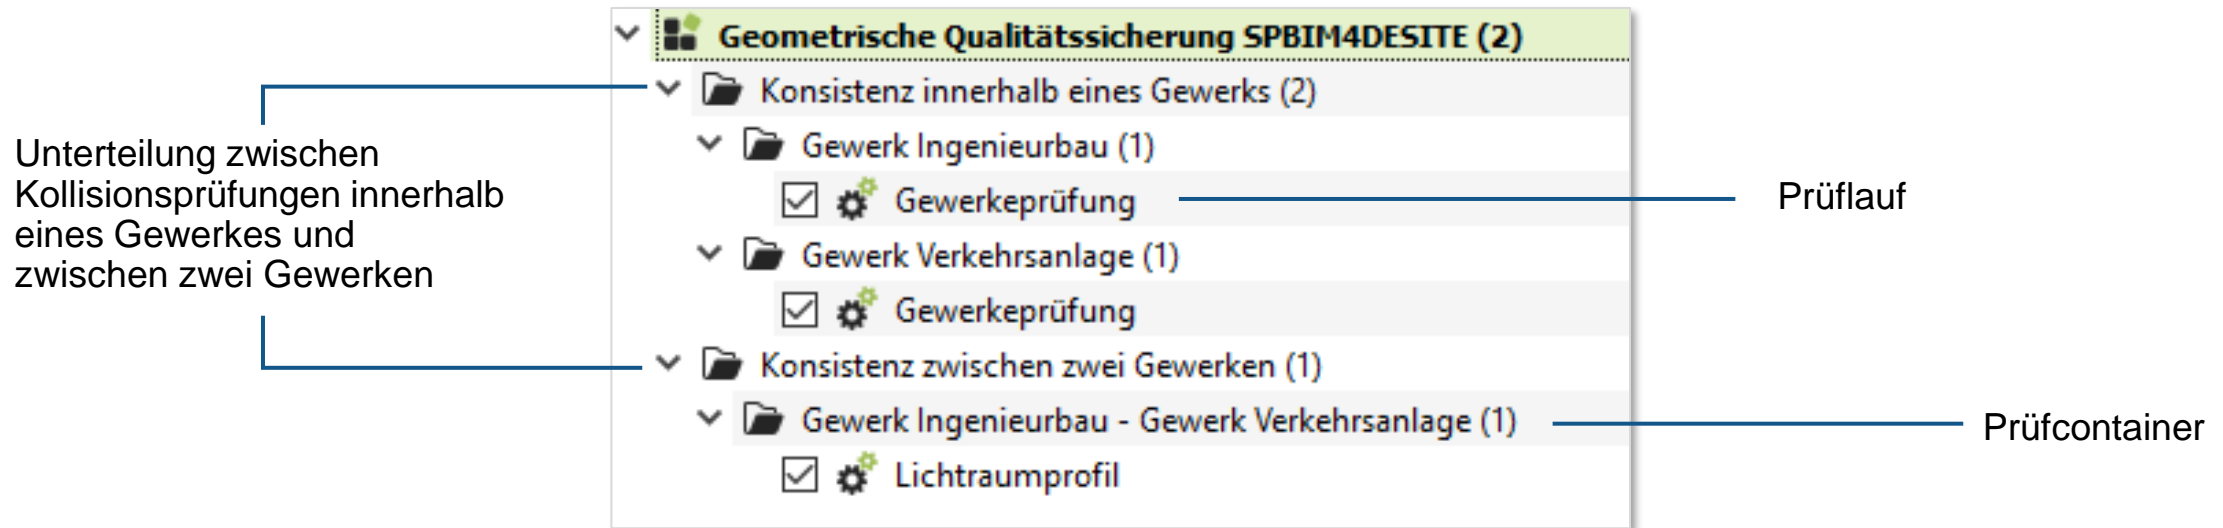 Geometrische Qualitätssicherung SPBIM4DESITE (2)
Konsistenz innerhalb eines Gewerks (2)
Gewerk Ingenieurbau (1)
Gewerkeprüfung
Gewerk Verkehrsanlage (1)
Gewerkeprüfung
Konsistenz zwischen zwei Gewerken (1)
Gewerk Ingenieurbau - Gewerk Verkehrsanlage (1)
Lichtraumprofil
Unterteilung zwischen
Kollisionsprüfungen innerhalb
eines Gewerkes und
zwischen zwei Gewerken
Prüflauf
Prüfcontainer